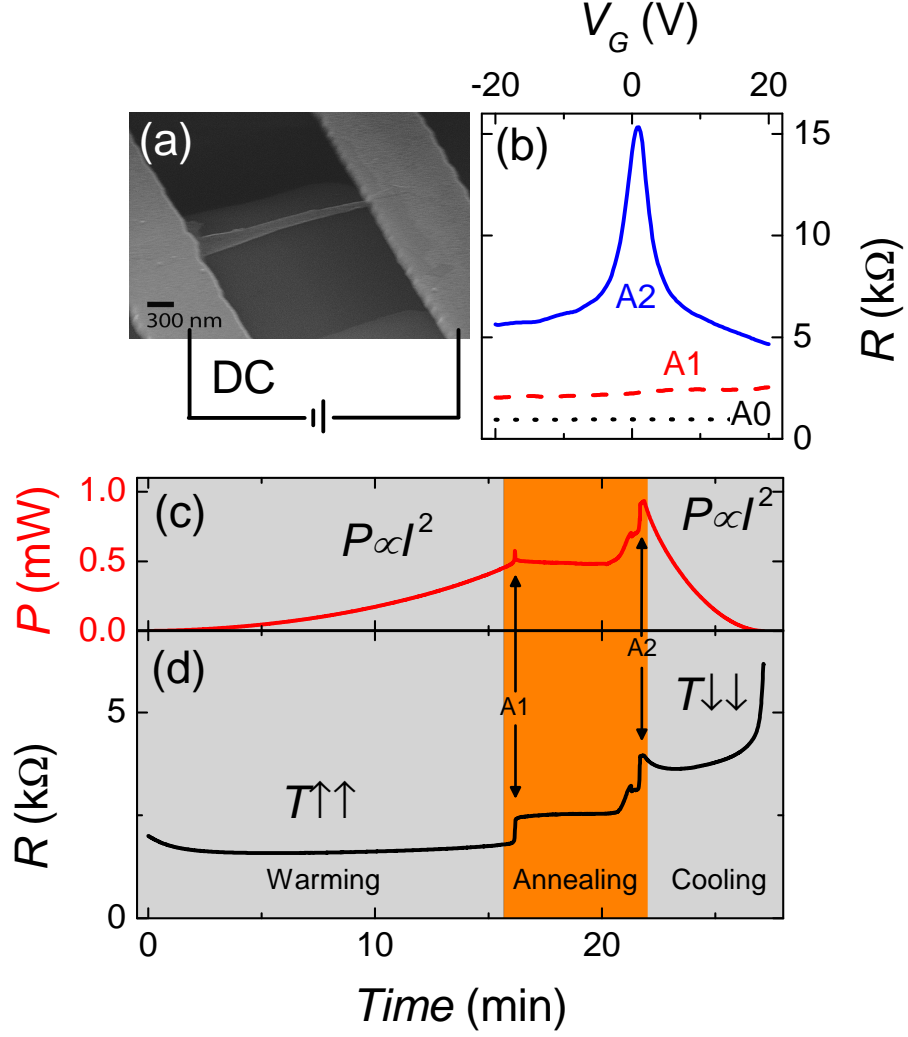 V_G (V)
-20 0 20
(a)
300 nm
DC
(b)
15
10
5
0
R (kΩ)
A2
A1
A0
(c)
1.0
0.5
0.0
P (mW)
P∝I²
P∝I²
(d)
A1
A2
T↓↓
5
0
R (kΩ)
T↑↑
Warming
Annealing
Cooling
0 10 20
Time (min)